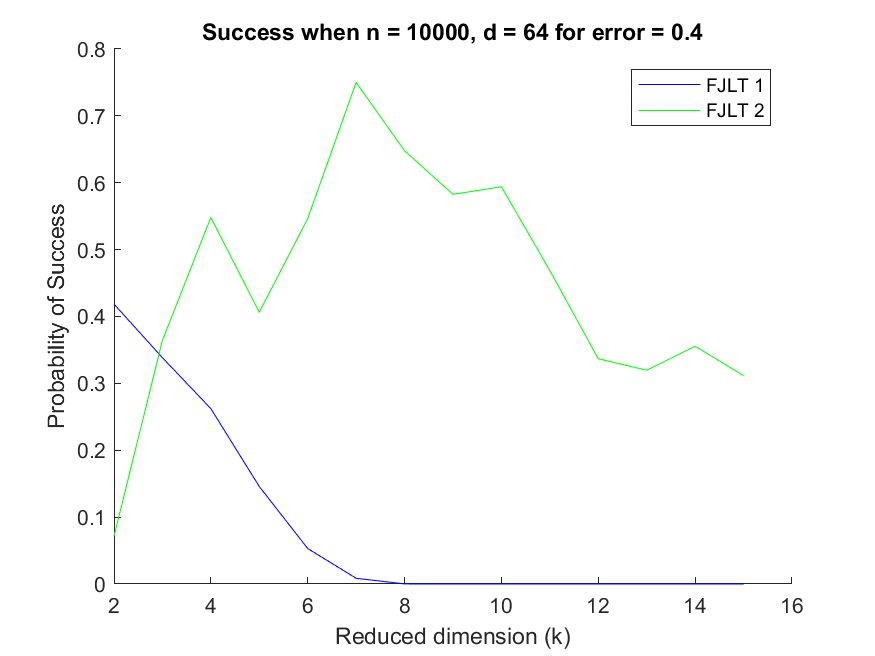 Success when n = 10000, d = 64 for error = 0.4
FJLT 1
FJLT 2
Probability of Success
0.8
0.7
0.6
0.5
0.4
0.3
0.2
0.1
0
2 4 6 8 10 12 14 16
Reduced dimension (k)